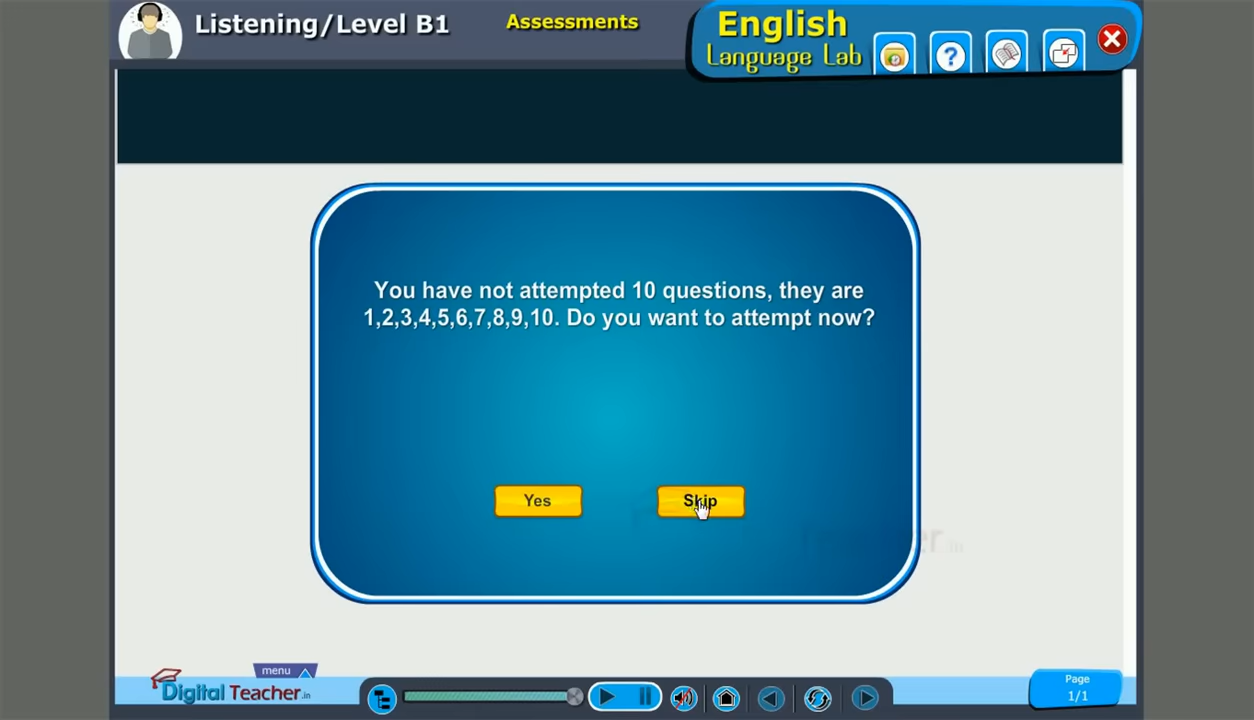 Listening/Level B1
Assessments
English
Language Lab
?
You have not attempted 10 questions, they are
1,2,3,4,5,6,7,8,9,10. Do you want to attempt now?
Yes
Skip
menu
Digital Teacher.in
Page
1/1